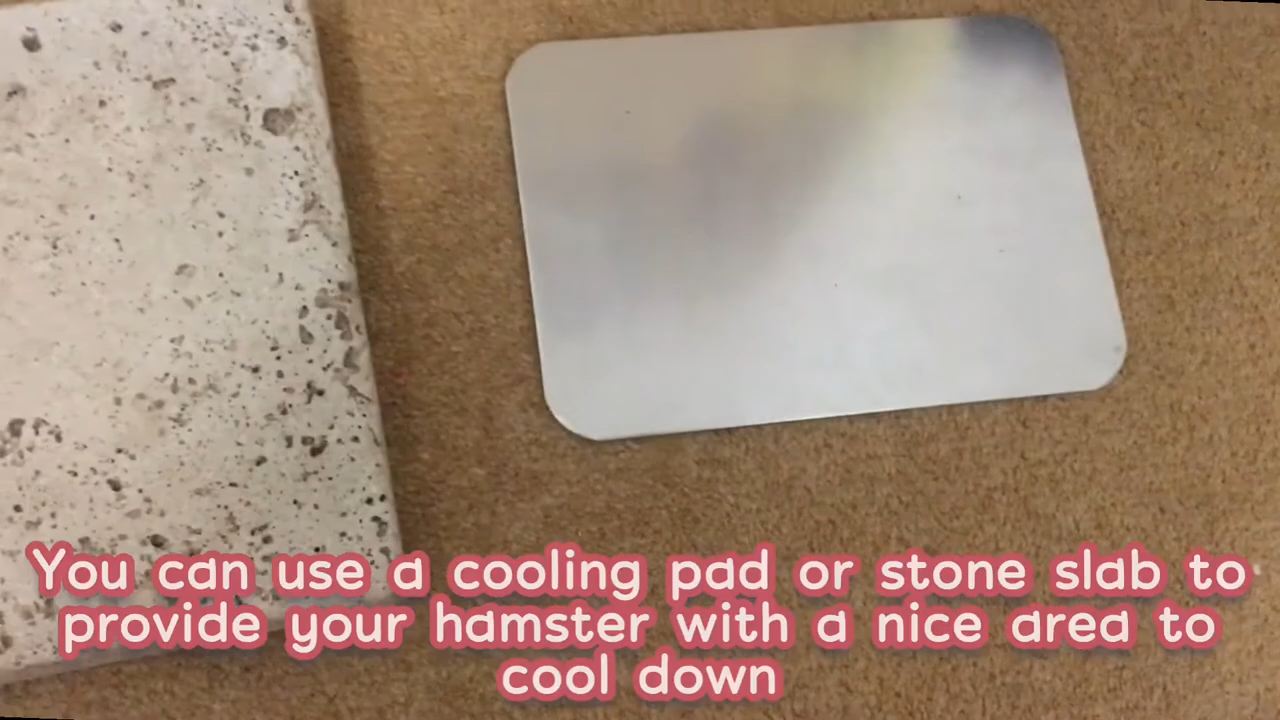 You can use a cooling pad or stone slab to
provide your hamster with a nice area to
cool down